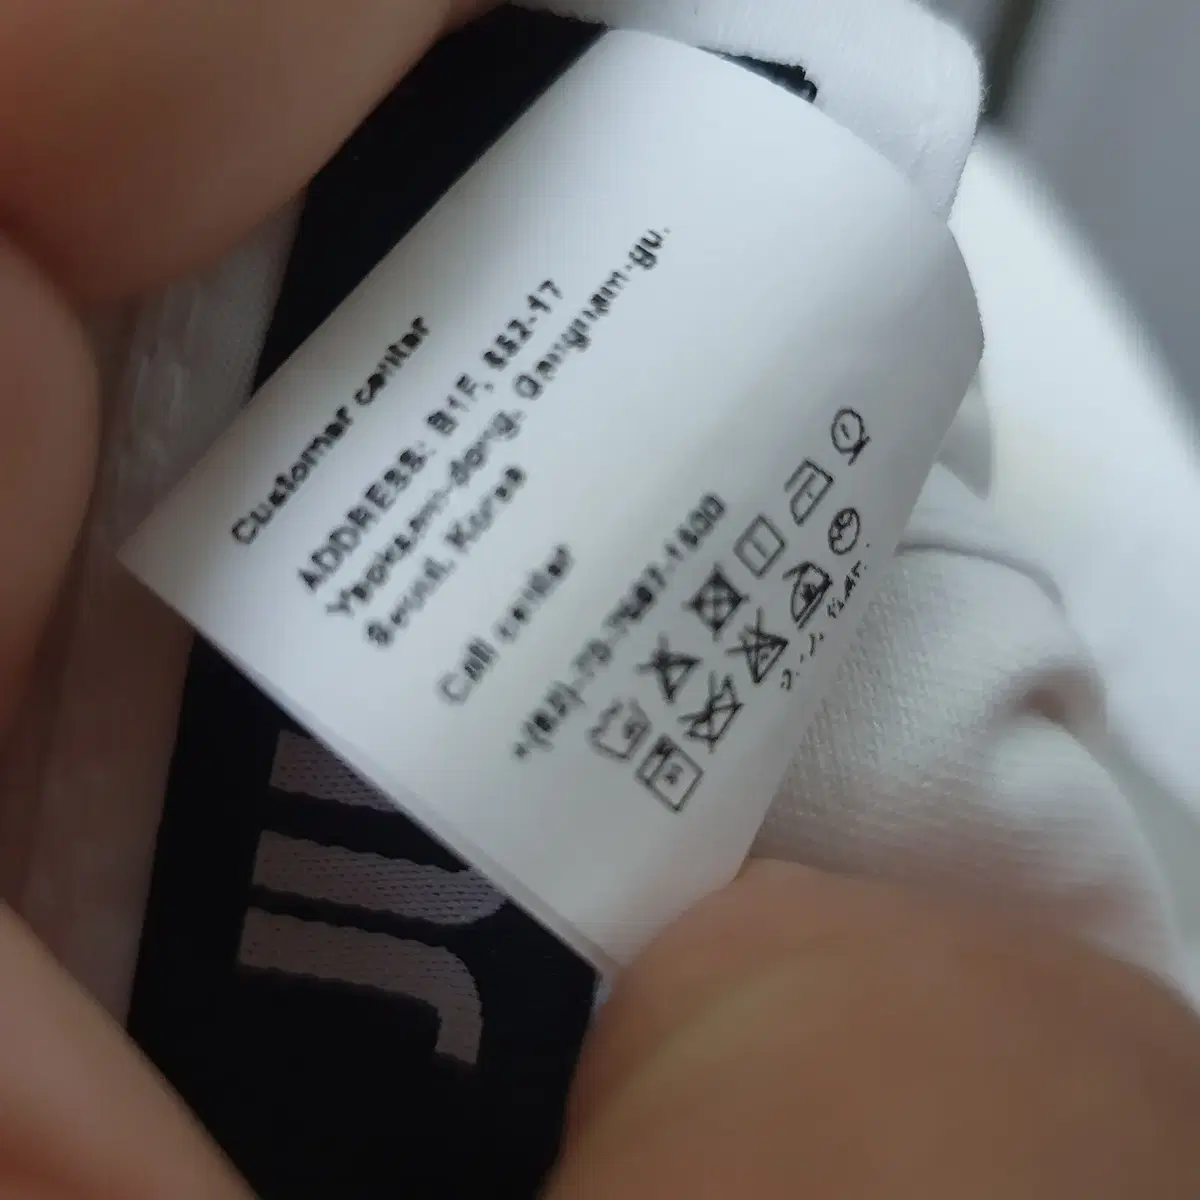 Customer center
ADDRESS: B1F, 652-17
Yeoksam-dong, Gangnam-gu,
Seoul, Korea
Call center